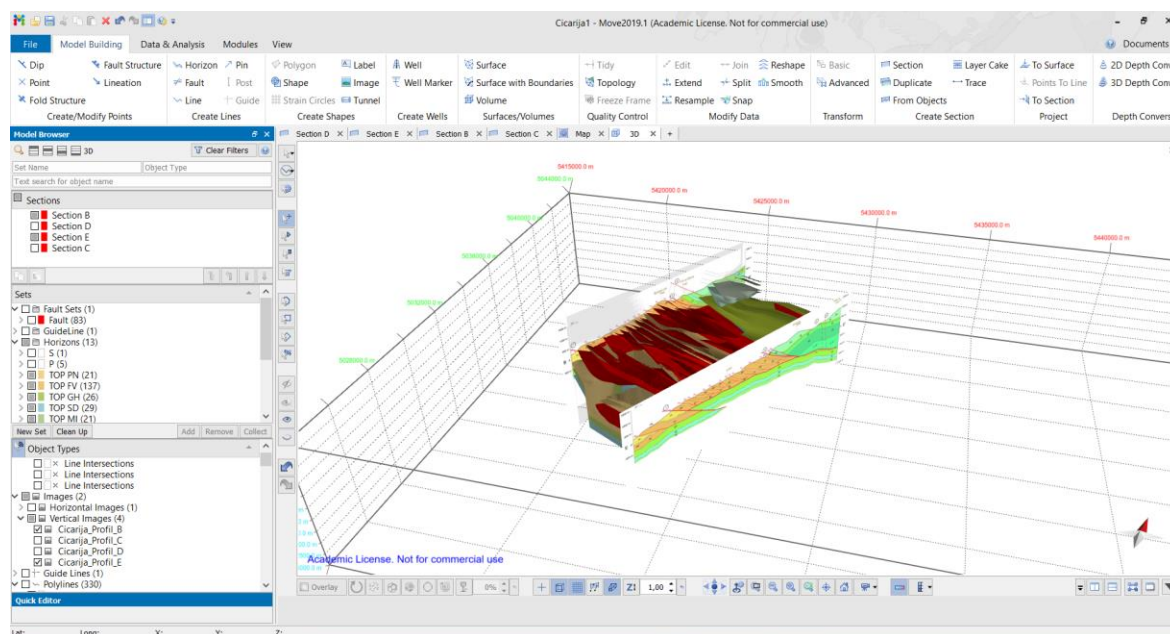 Cicarija1 - Move2019.1 (Academic License. Not for commercial use)
File Model Building Data & Analysis Modules View Documents
Dip Fault Structure Horizon Pin Polygon Label Well Surface Tidy Edit Join Reshape Basic Section Layer Cake To Surface 2D Depth Conv
Point Lineation Fault Post Shape Image Well Marker Surface with Boundaries Topology Extend Split Smooth Advanced Duplicate Trace Points To Line 3D Depth Conv
Fold Structure Line Guide Strain Circles Tunnel Volume Freeze Frame Resample Snap From Objects To Section
Create/Modify Points Create Lines Create Shapes Create Wells Surfaces/Volumes Quality Control Modify Data Transform Create Section Project Depth Convers
Model Browser
Section D Section E Section B Section C Map 3D
3D Clear Filters
Set Name Object Type
Text search for object name
Sections
Section B
Section D
Section E
Section C
Sets
Fault Sets (1)
Fault (83)
GuideLine (1)
Horizons (13)
S (1)
P (5)
TOP PN (21)
TOP FV (137)
TOP GH (26)
TOP SD (29)
TOP MI (21)
New Set Clean Up Add Remove Collect
Object Types
Line Intersections
Line Intersections
Line Intersections
Images (2)
Horizontal Images (1)
Vertical Images (4)
Cicarija_Profil_B
Cicarija_Profil_C
Cicarija_Profil_D
Cicarija_Profil_E
Guide Lines (1)
Polylines (330)
Quick Editor
5415000.0 m
5420000.0 m
5425000.0 m
5430000.0 m
5435000.0 m
5440000.0 m
Academic License. Not for commercial use
Overlay 0% 1,00
Lat: Long: X: Y: Z: